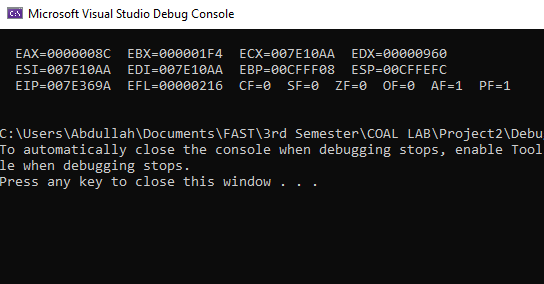 Microsoft Visual Studio Debug Console
EAX=0000008C EBX=000001F4 ECX=007E10AA EDX=00000960
ESI=007E10AA EDI=007E10AA EBP=00CFFF08 ESP=00CFFEFC
EIP=007E369A EFL=00000216 CF=0 SF=0 ZF=0 OF=0 AF=1 PF=1
C:\Users\Abdullah\Documents\FAST\3rd Semester\COAL LAB\Project2\Debu
To automatically close the console when debugging stops, enable Tool
le when debugging stops.
Press any key to close this window . . .